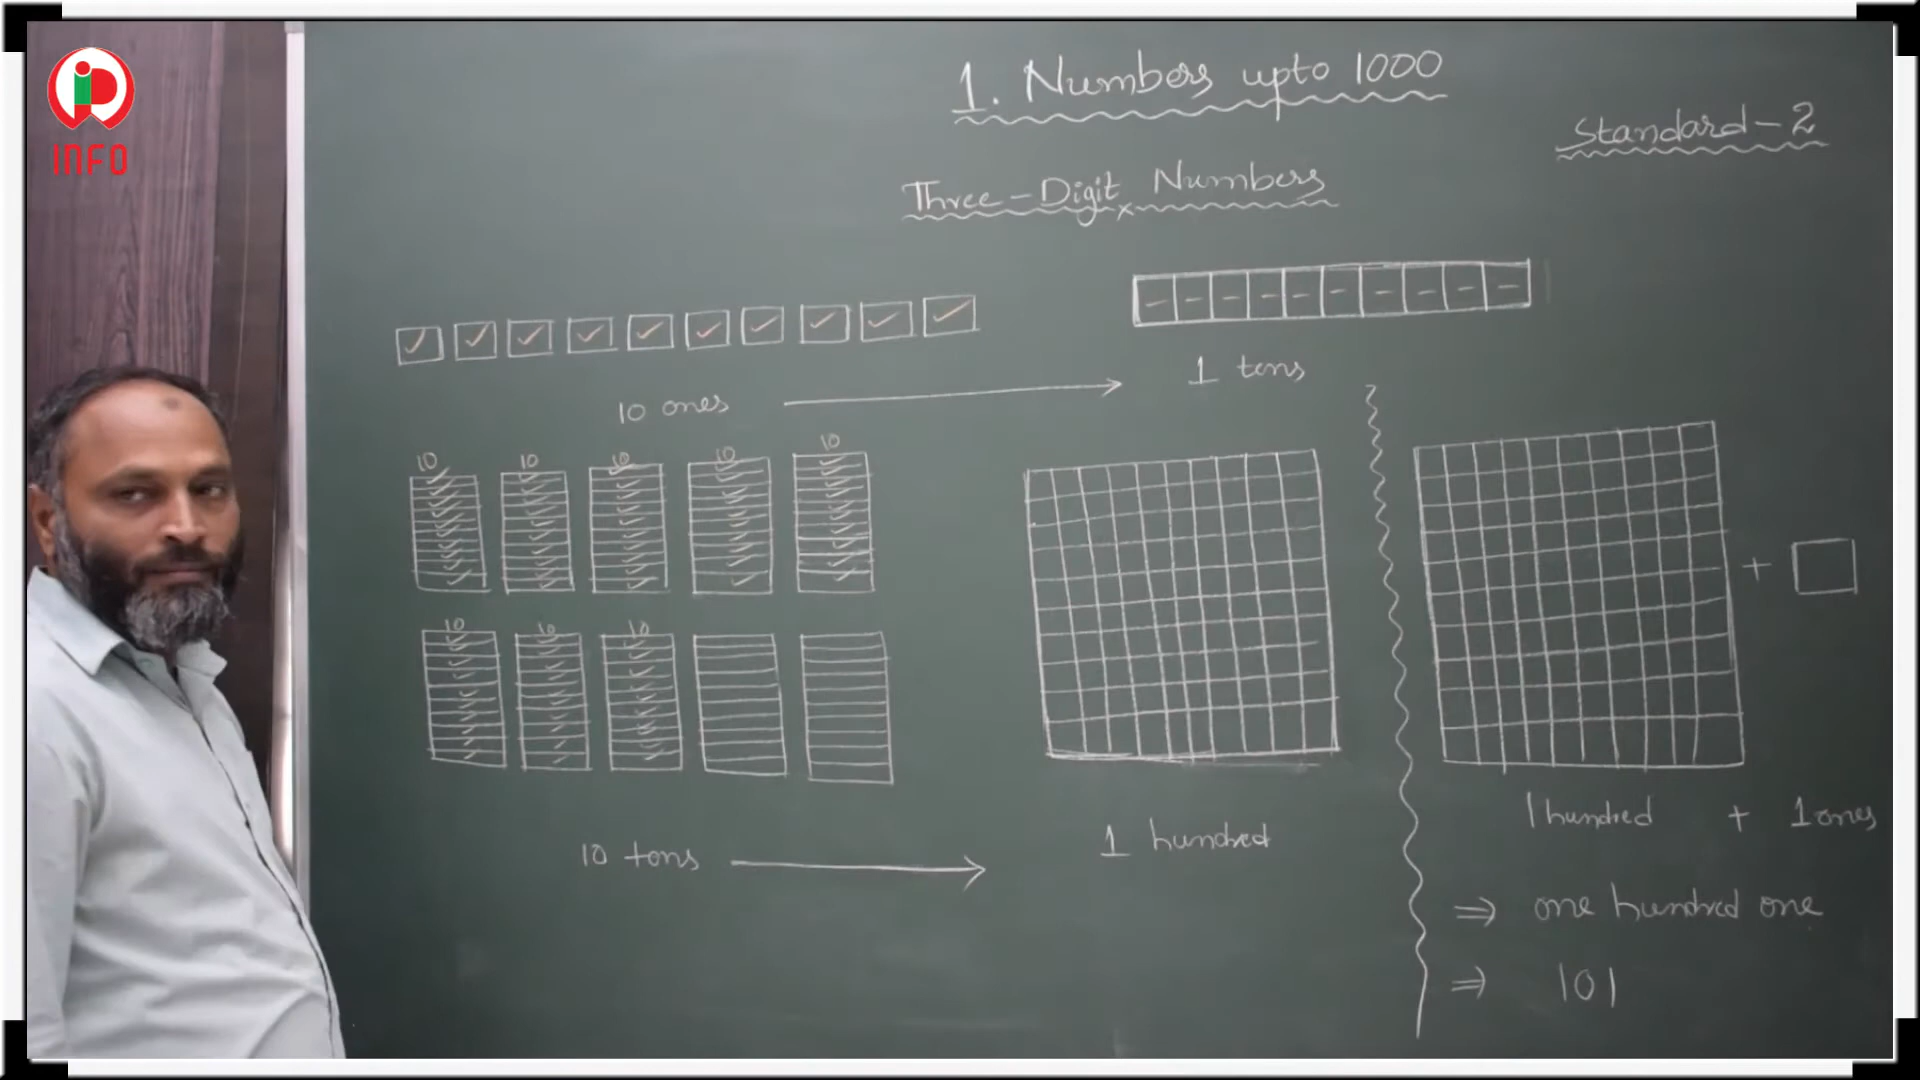 INFO
1. Numbers upto 1000
Standard - 2
Three - Digit Numbers
10 ones
1 tens
10 10 10 10 10
10 10 10
10 tens
1 hundred
1 hundred + 1 ones
⇒ one hundred one
⇒ 101